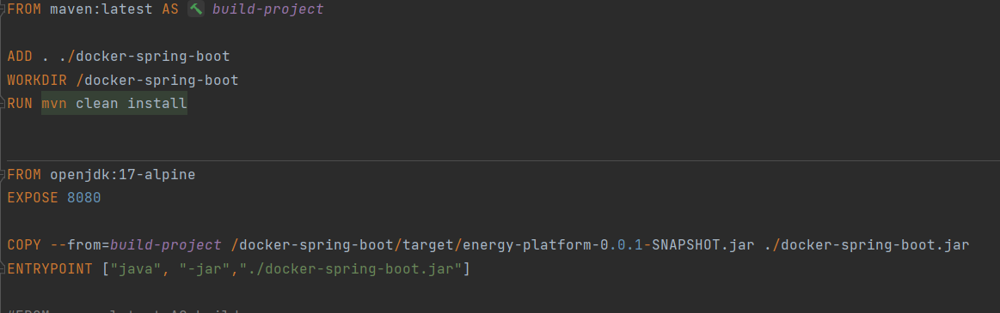 FROM maven:latest AS build-project
ADD . ./docker-spring-boot
WORKDIR /docker-spring-boot
RUN mvn clean install
FROM openjdk:17-alpine
EXPOSE 8080
COPY --from=build-project /docker-spring-boot/target/energy-platform-0.0.1-SNAPSHOT.jar ./docker-spring-boot.jar
ENTRYPOINT ["java", "-jar","./docker-spring-boot.jar"]